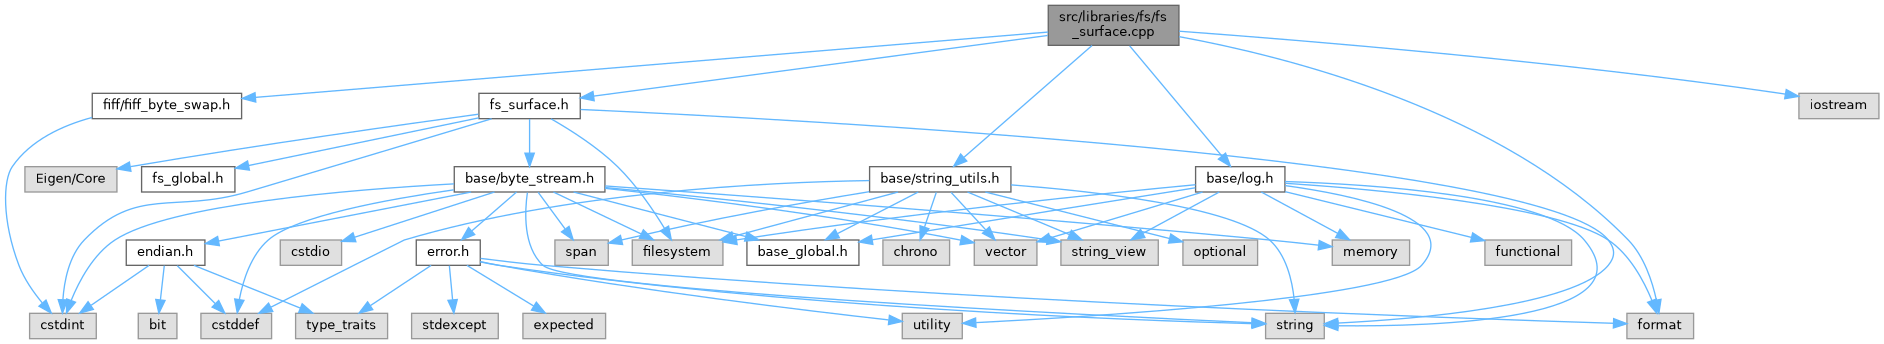 src/libraries/fs/fs
_surface.cpp
fiff/fiff_byte_swap.h
fs_surface.h
iostream
Eigen/Core
fs_global.h
base/byte_stream.h
base/string_utils.h
base/log.h
endian.h
cstdio
error.h
span
filesystem
base_global.h
chrono
vector
string_view
optional
memory
functional
cstdint
bit
cstddef
type_traits
stdexcept
expected
utility
string
format